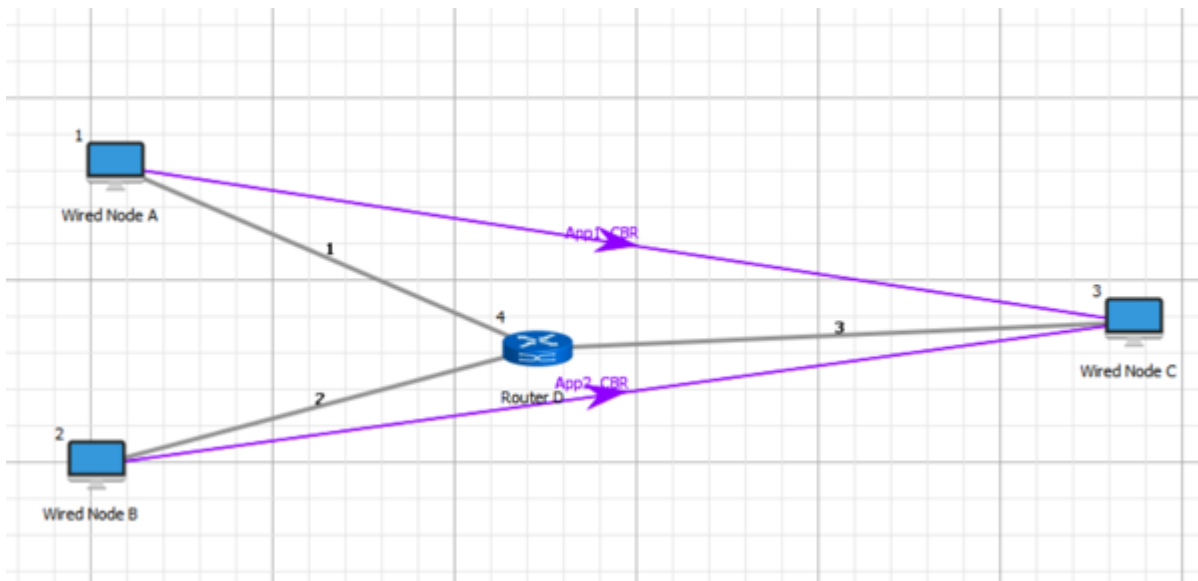 1
Wired Node A
App1_CBR
1
3
4
3
Wired Node C
App2_CBR
Router D
2
2
Wired Node B